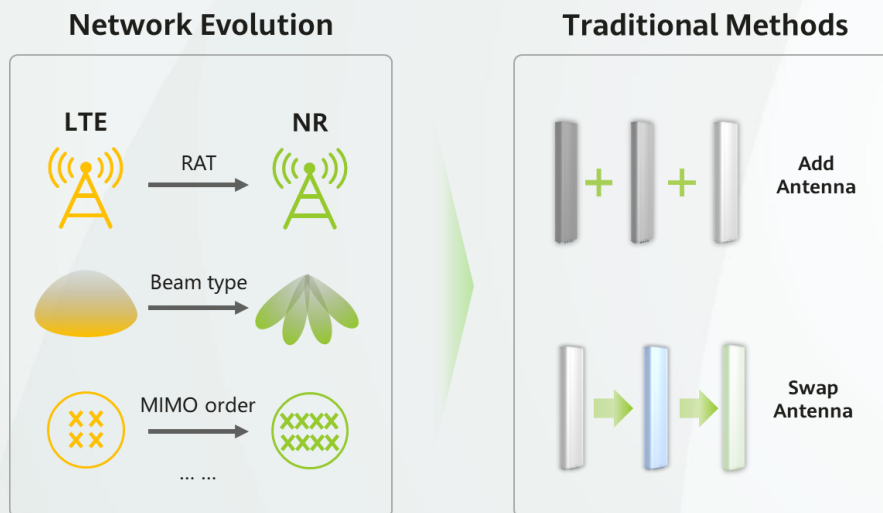 Network Evolution
LTE
NR
RAT
Beam type
MIMO order
... ...
Traditional Methods
Add
Antenna
Swap
Antenna